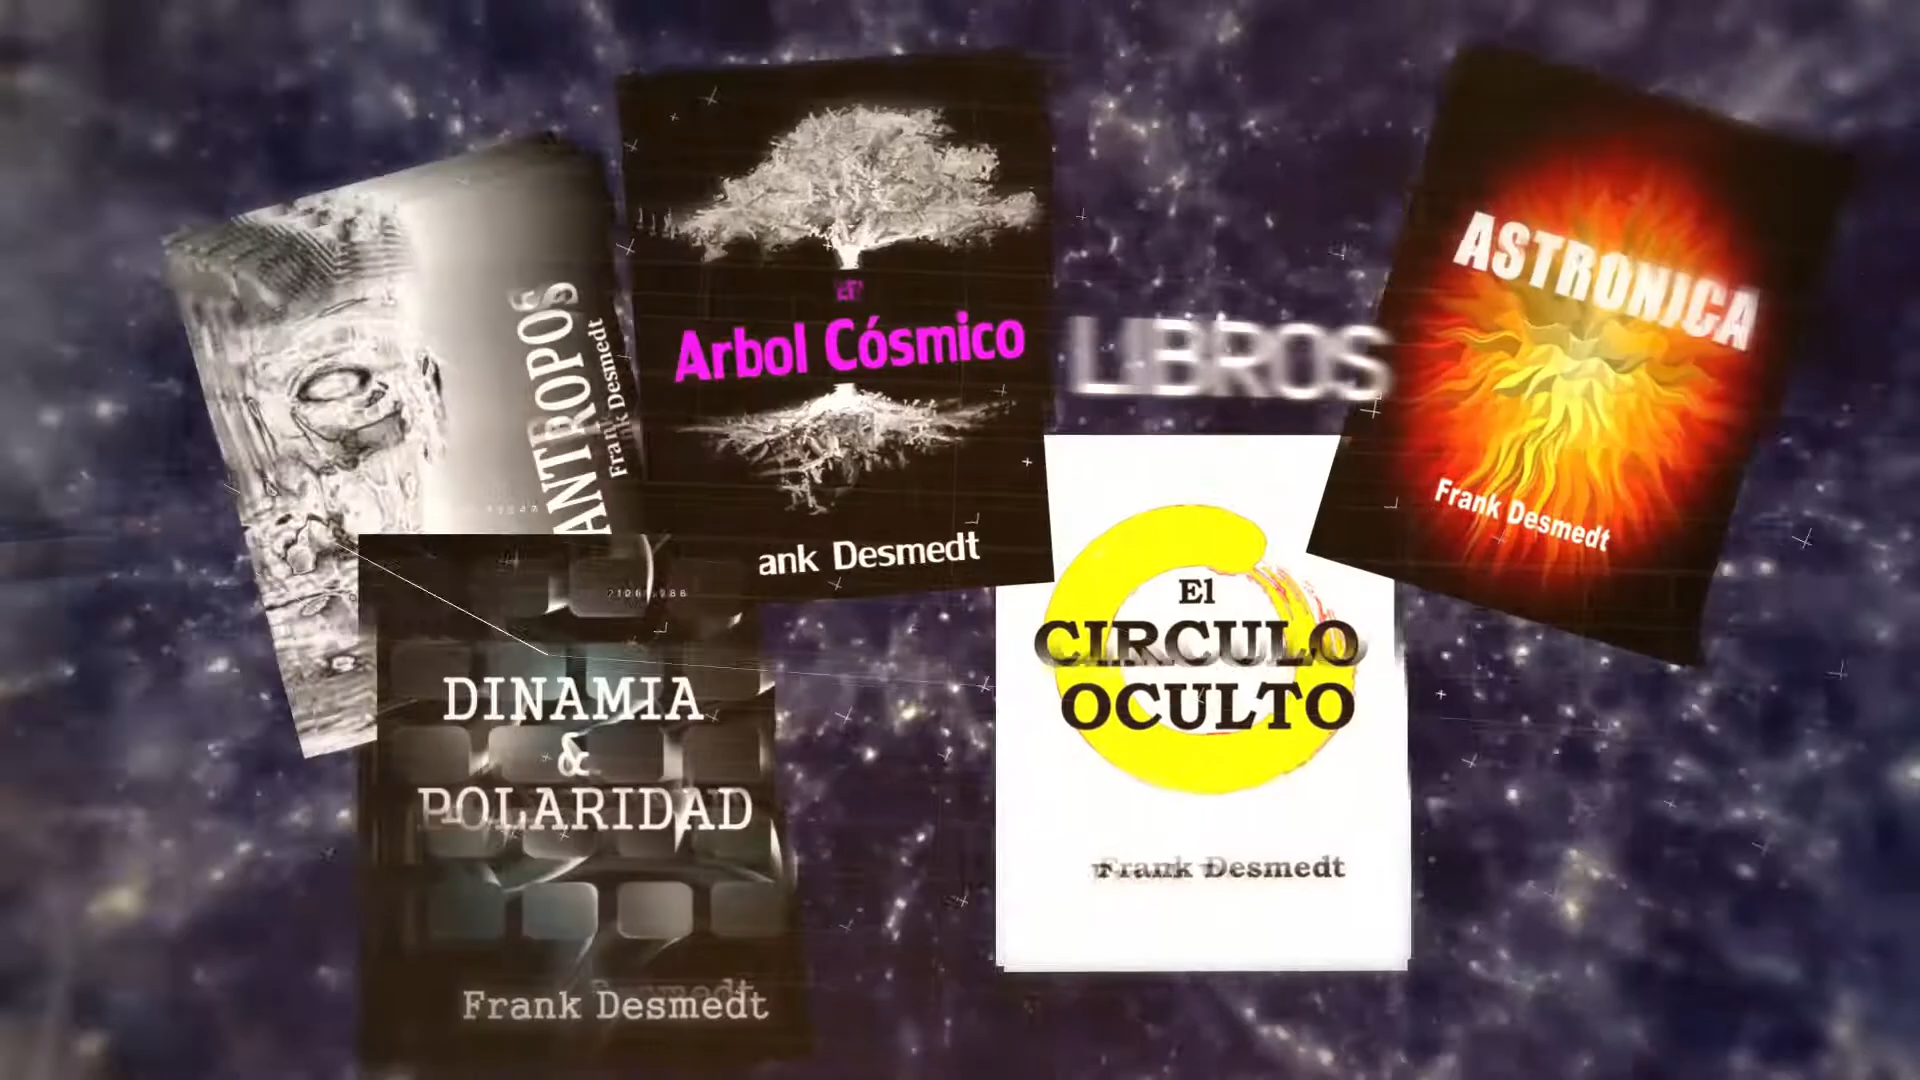 ANTROPOS
Frank Desmedt
El
Arbol Cósmico
ank Desmedt
LIBROS
ASTRONICA
Frank Desmedt
DINAMIA
&
POLARIDAD
Frank Desmedt
El
CIRCULO
OCULTO
Frank Desmedt